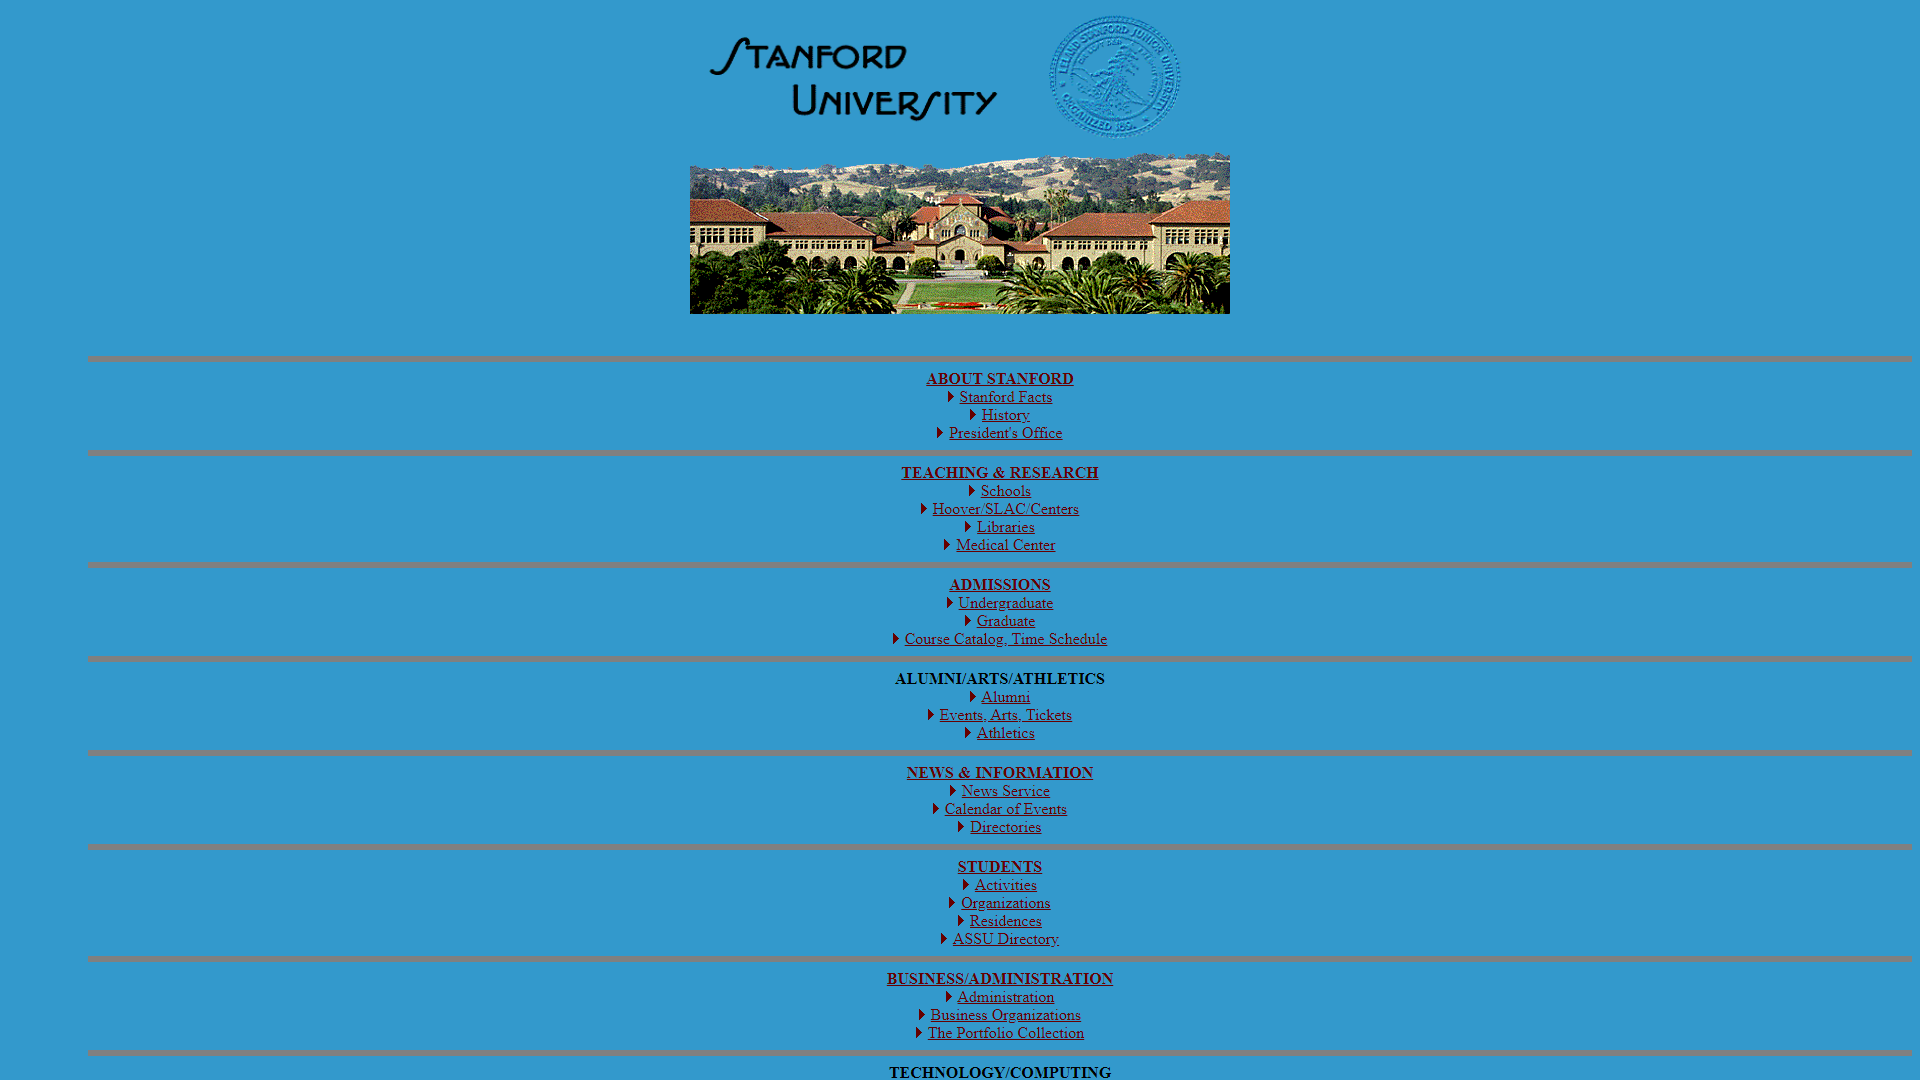 STANFORD
UNIVERSITY
LELAND STANFORD JUNIOR UNIVERSITY
ORGANIZED 1891
ABOUT STANFORD
Stanford Facts
History
President's Office
TEACHING & RESEARCH
Schools
Hoover/SLAC/Centers
Libraries
Medical Center
ADMISSIONS
Undergraduate
Graduate
Course Catalog, Time Schedule
ALUMNI/ARTS/ATHLETICS
Alumni
Events, Arts, Tickets
Athletics
NEWS & INFORMATION
News Service
Calendar of Events
Directories
STUDENTS
Activities
Organizations
Residences
ASSU Directory
BUSINESS/ADMINISTRATION
Administration
Business Organizations
The Portfolio Collection
TECHNOLOGY/COMPUTING